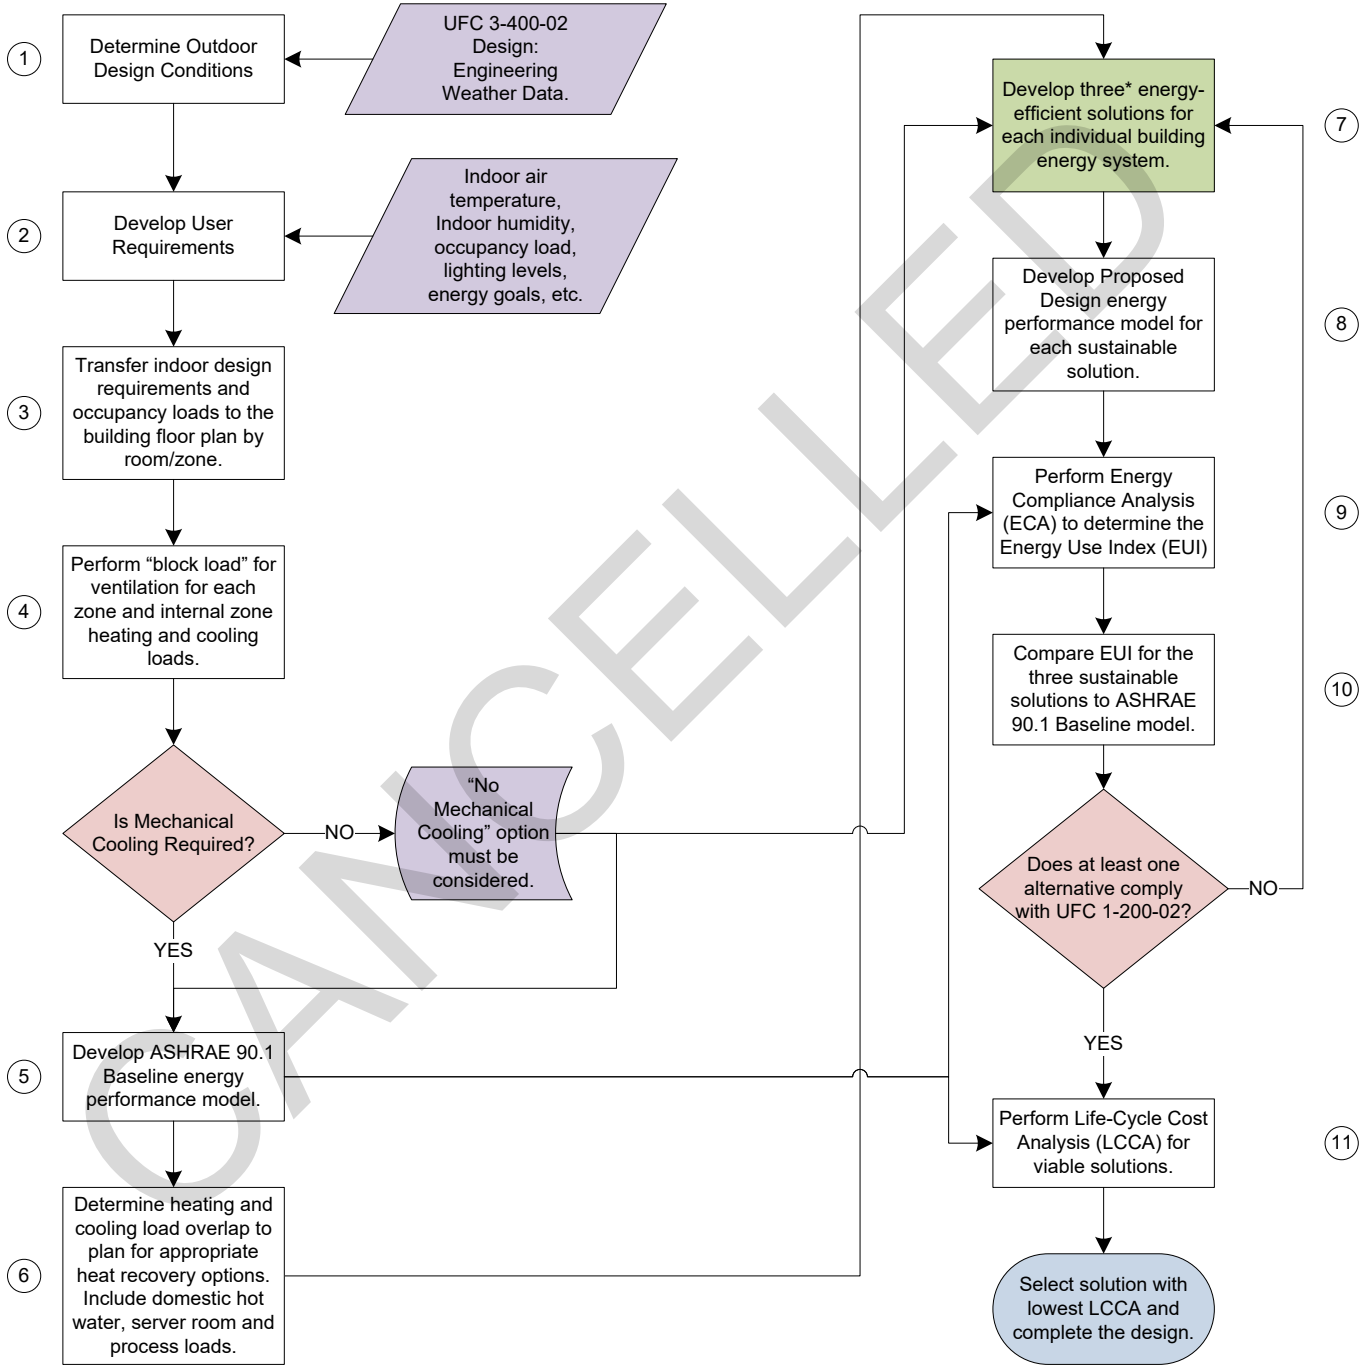 1
Determine Outdoor
Design Conditions
UFC 3-400-02
Design:
Engineering
Weather Data.
2
Develop User
Requirements
Indoor air
temperature,
Indoor humidity,
occupancy load,
lighting levels,
energy goals, etc.
3
Transfer indoor design
requirements and
occupancy loads to the
building floor plan by
room/zone.
4
Perform “block load” for
ventilation for each
zone and internal zone
heating and cooling
loads.
Is Mechanical
Cooling Required?
NO
“No
Mechanical
Cooling” option
must be
considered.
YES
5
Develop ASHRAE 90.1
Baseline energy
performance model.
6
Determine heating and
cooling load overlap to
plan for appropriate
heat recovery options.
Include domestic hot
water, server room and
process loads.
Develop three* energy-
efficient solutions for
each individual building
energy system.
7
Develop Proposed
Design energy
performance model for
each sustainable
solution.
8
Perform Energy
Compliance Analysis
(ECA) to determine the
Energy Use Index (EUI)
9
Compare EUI for the
three sustainable
solutions to ASHRAE
90.1 Baseline model.
10
Does at least one
alternative comply
with UFC 1-200-02?
NO
YES
Perform Life-Cycle Cost
Analysis (LCCA) for
viable solutions.
11
Select solution with
lowest LCCA and
complete the design.
CANCELLED